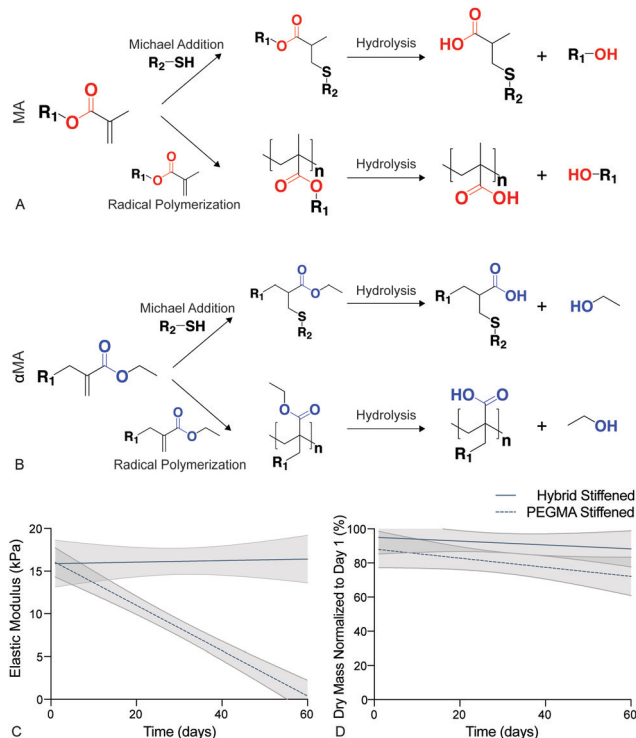 MA
Michael Addition
R2–SH
R1
O
O
R1
O
O
S
R2
Hydrolysis
HO
O
S
R2
+
R1–OH
R1
O
O
Radical Polymerization
n
O
O
R1
Hydrolysis
n
O
OH
+
HO–R1
A
αMA
Michael Addition
R2–SH
R1
O
O
R1
O
O
S
R2
Hydrolysis
R1
O
OH
S
R2
+
HO
R1
O
O
Radical Polymerization
O
O
n
R1
Hydrolysis
HO
O
n
R1
+
OH
B
Hybrid Stiffened
PEGMA Stiffened
Elastic Modulus (kPa)
20
15
10
5
0
0 20 40 60
C Time (days)
Dry Mass Normalized to Day 1 (%)
100
80
60
40
20
0
0 20 40 60
D Time (days)